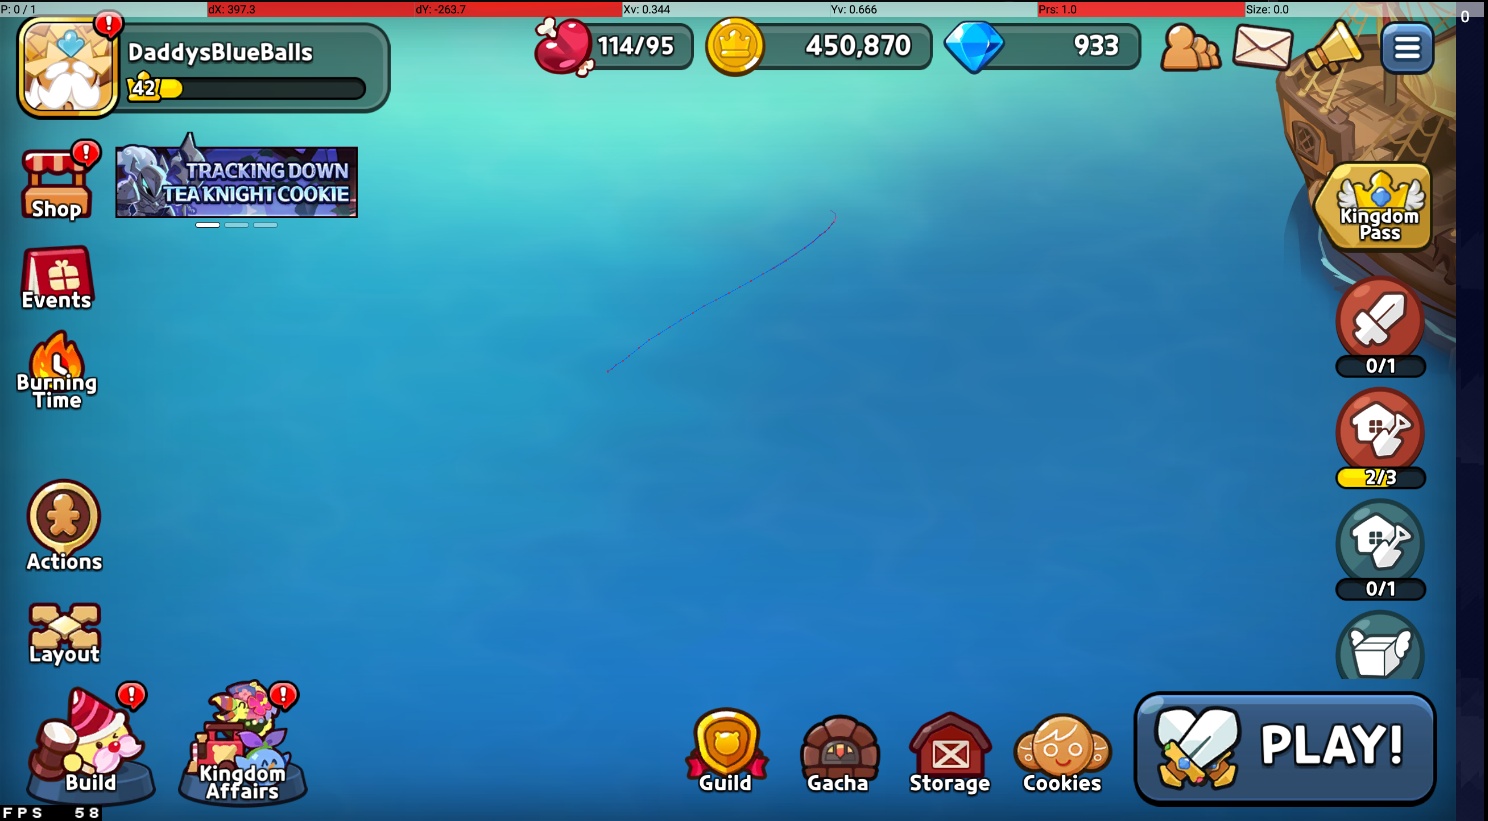 P: 0 / 1 dX: 397.3 dY: -263.7 Xv: 0.344 Yv: 0.666 Prs: 1.0 Size: 0.0
0
DaddysBlueBalls
42
114/95
450,870
933
Shop
TRACKING DOWN
TEA KNIGHT COOKIE
Kingdom
Pass
Events
0/1
Burning
Time
2/3
Actions
0/1
Layout
Build
Kingdom
Affairs
Guild
Gacha
Storage
Cookies
PLAY!
FPS 58